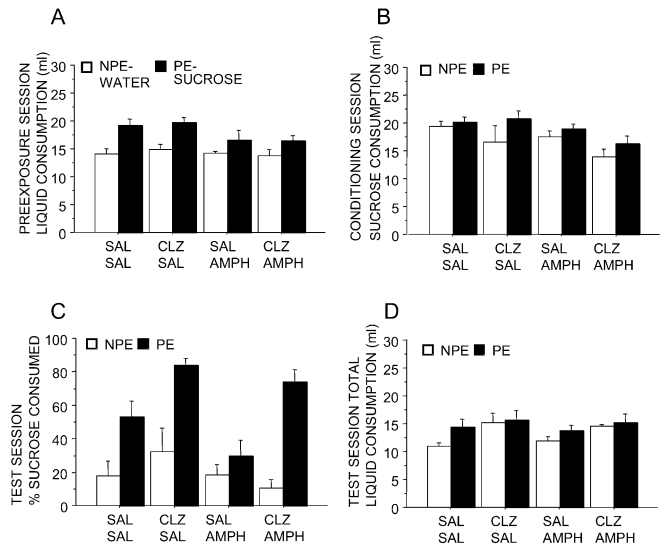 A
PREEXPOSURE SESSION
LIQUID CONSUMPTION (ml)
NPE-WATER PE-SUCROSE
30
25
20
15
10
5
0
SAL CLZ SAL CLZ
SAL SAL AMPH AMPH
B
CONDITIONING SESSION
SUCROSE CONSUMPTION (ml)
NPE PE
30
25
20
15
10
5
0
SAL CLZ SAL CLZ
SAL SAL AMPH AMPH
C
TEST SESSION
% SUCROSE CONSUMED
NPE PE
100
80
60
40
20
0
SAL CLZ SAL CLZ
SAL SAL AMPH AMPH
D
TEST SESSION TOTAL
LIQUID CONSUMPTION (ml)
NPE PE
30
25
20
15
10
5
0
SAL CLZ SAL CLZ
SAL SAL AMPH AMPH